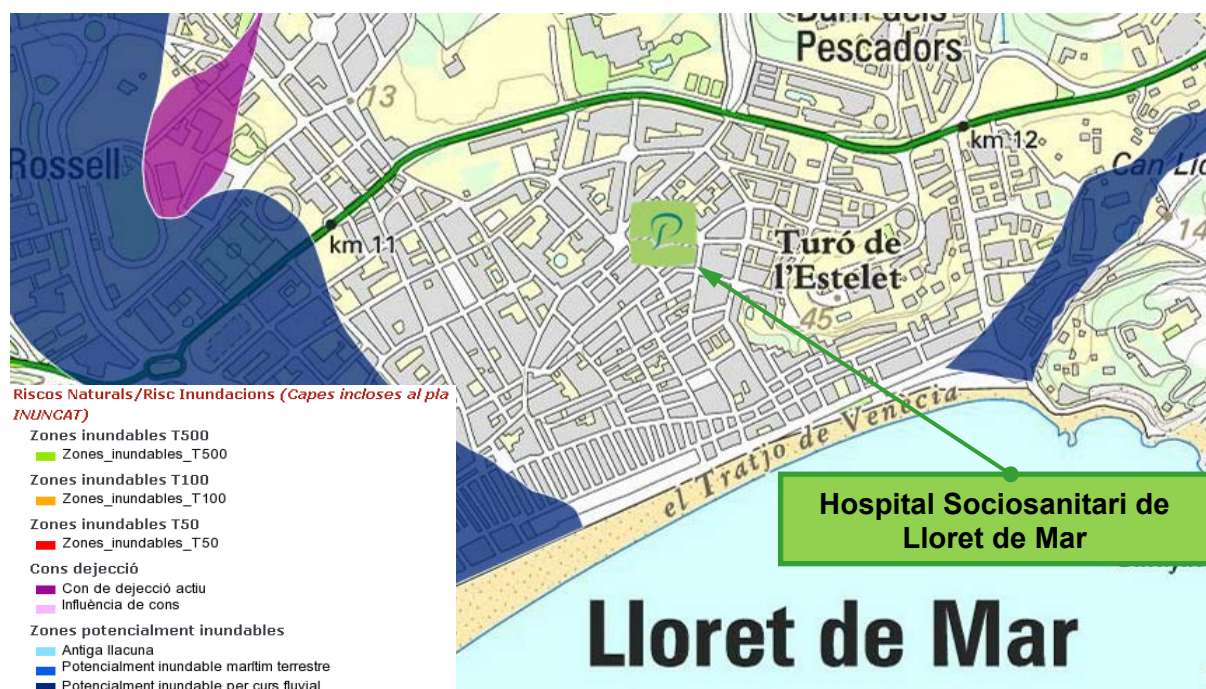 Pescadors
13
Rossell
km 11
km 12
14
Turó de
l'Estelet
45
el Tratjo de Venecia
Hospital Sociosanitari de
Lloret de Mar
Lloret de Mar
Riscos Naturals/Risc Inundacions (Capes incloses al pla
INUNCAT)
Zones inundables T500
Zones_inundables_T500
Zones inundables T100
Zones_inundables_T100
Zones inundables T50
Zones_inundables_T50
Cons dejecció
Con de dejecció actiu
Influència de cons
Zones potencialment inundables
Antiga llacuna
Potencialment inundable marítim terrestre
Potencialment inundable per curs fluvial